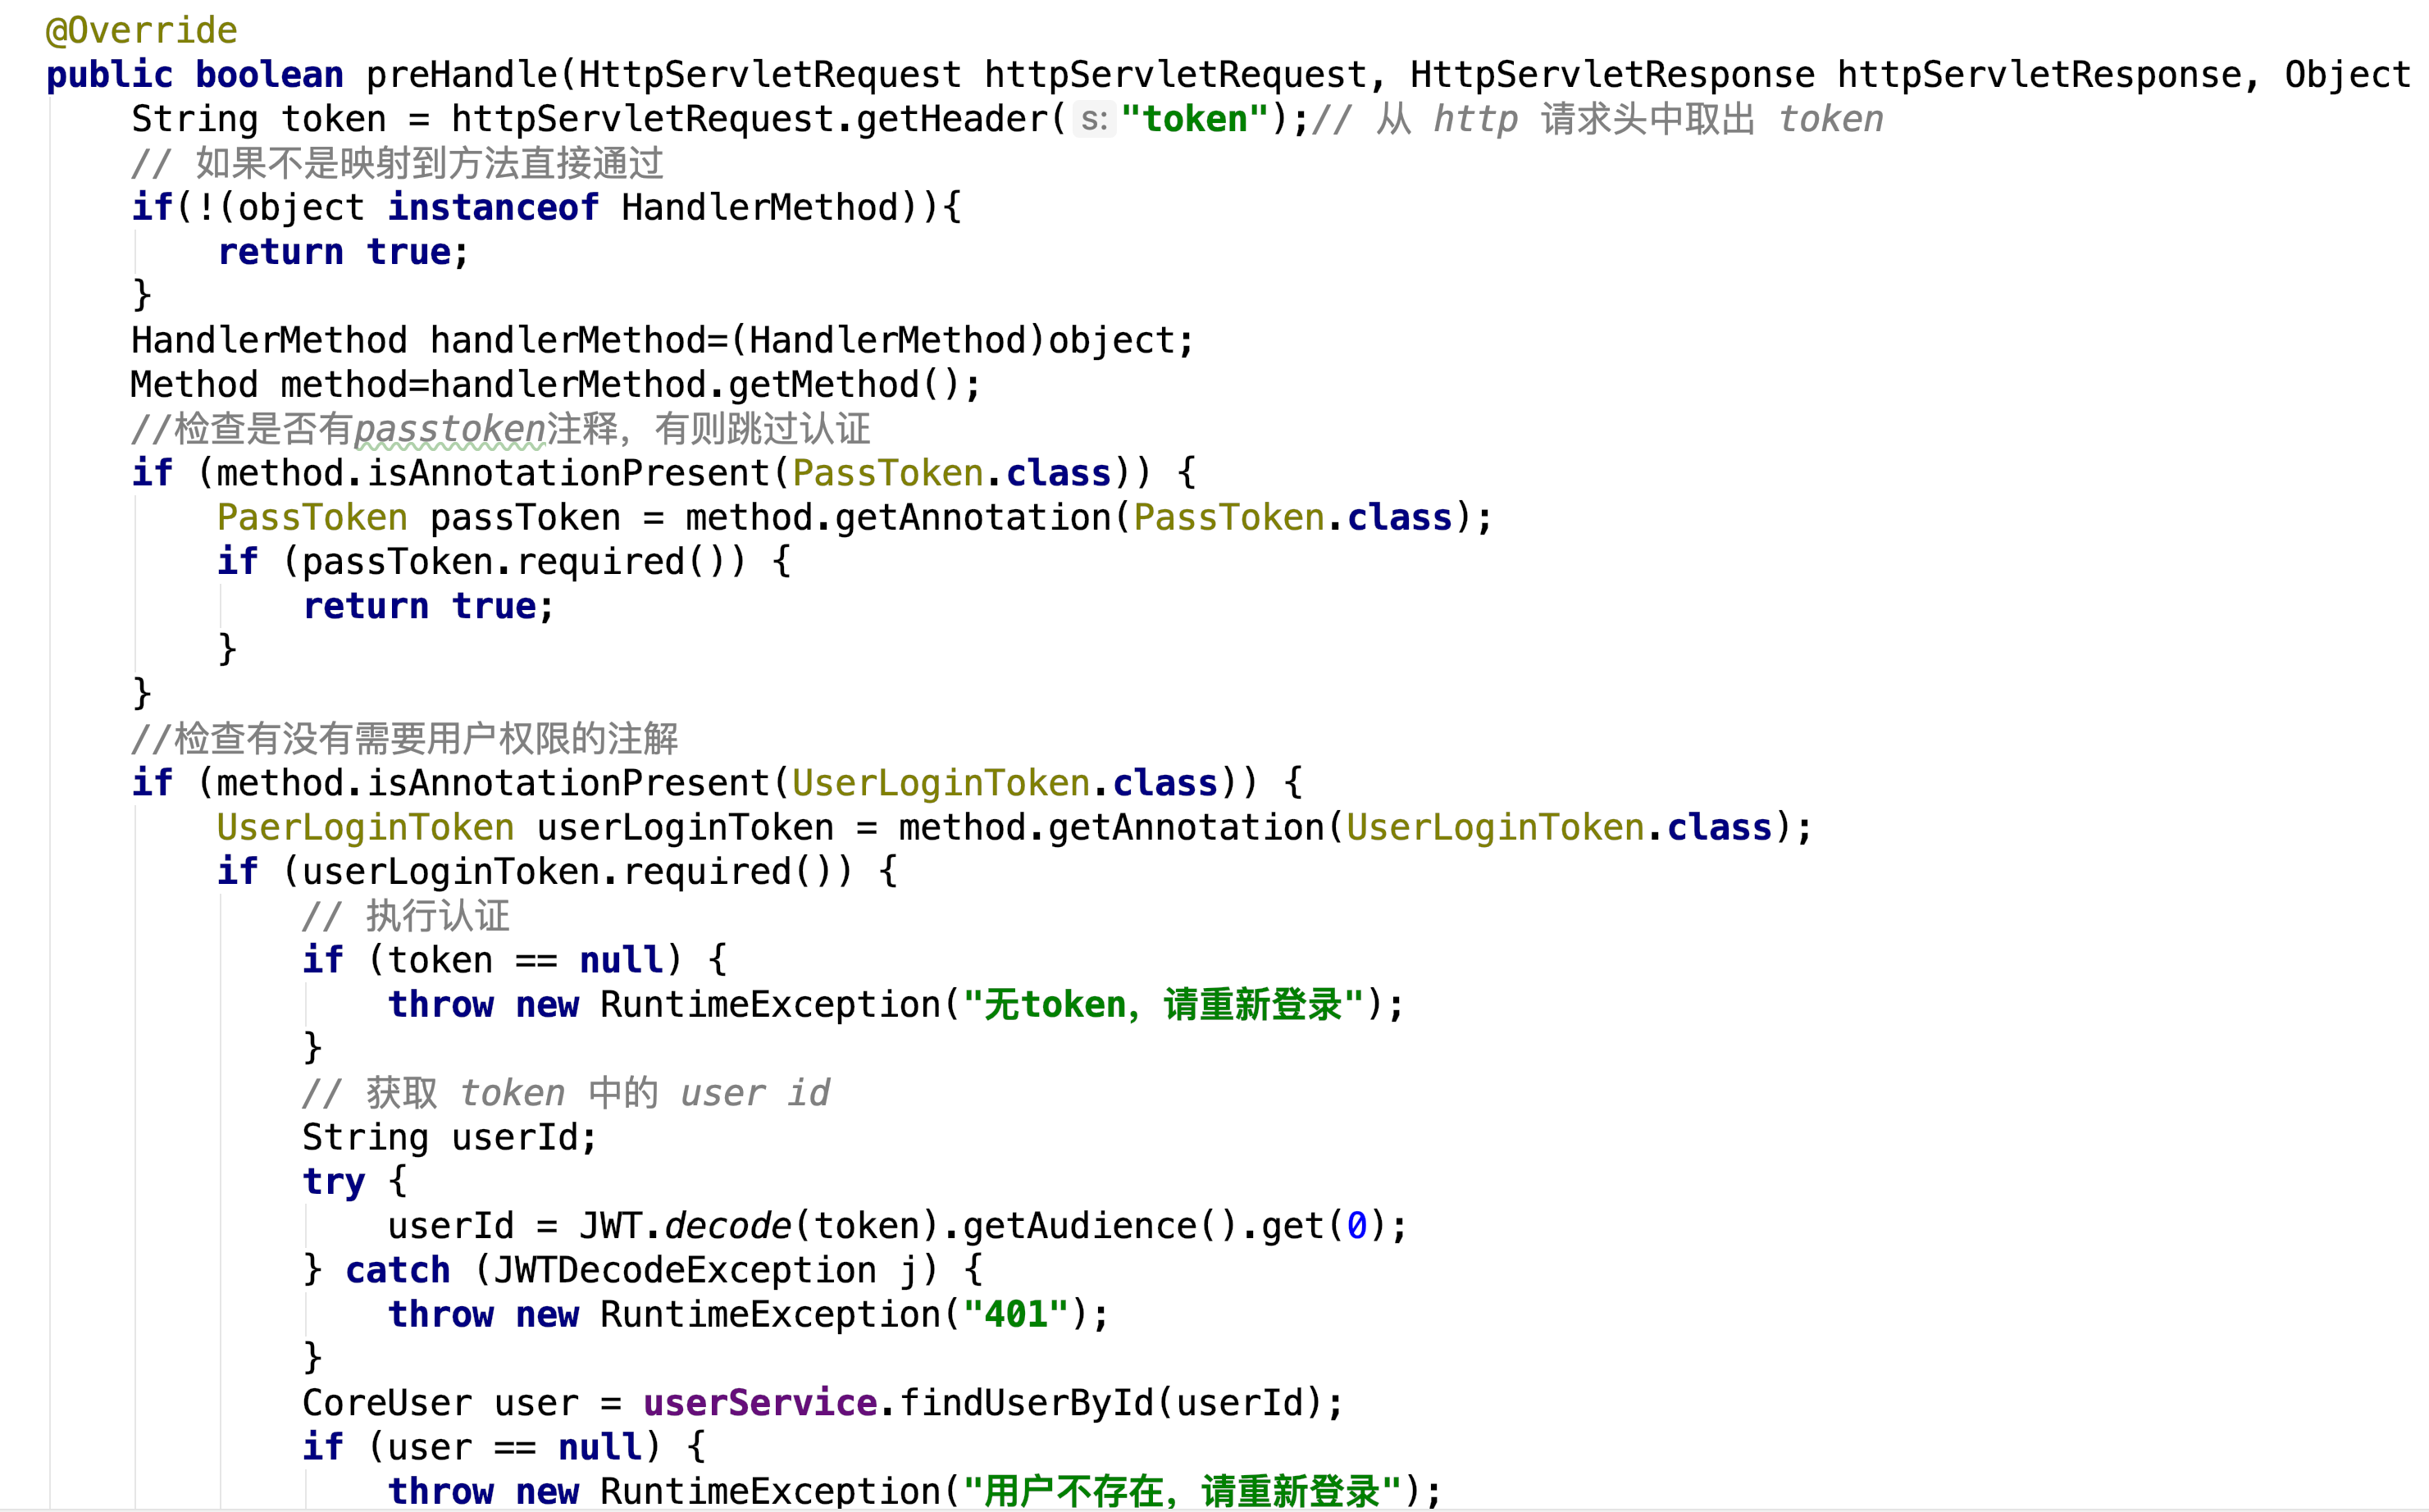 @Override
public boolean preHandle(HttpServletRequest httpServletRequest, HttpServletResponse httpServletResponse, Object
    String token = httpServletRequest.getHeader( s: "token");// 从 http 请求头中取出 token
    // 如果不是映射到方法直接通过
    if(!(object instanceof HandlerMethod)){
        return true;
    }
    HandlerMethod handlerMethod=(HandlerMethod)object;
    Method method=handlerMethod.getMethod();
    //检查是否有passtoken注释，有则跳过认证
    if (method.isAnnotationPresent(PassToken.class)) {
        PassToken passToken = method.getAnnotation(PassToken.class);
        if (passToken.required()) {
            return true;
        }
    }
    //检查有没有需要用户权限的注解
    if (method.isAnnotationPresent(UserLoginToken.class)) {
        UserLoginToken userLoginToken = method.getAnnotation(UserLoginToken.class);
        if (userLoginToken.required()) {
            // 执行认证
            if (token == null) {
                throw new RuntimeException("无token，请重新登录");
            }
            // 获取 token 中的 user id
            String userId;
            try {
                userId = JWT.decode(token).getAudience().get(0);
            } catch (JWTDecodeException j) {
                throw new RuntimeException("401");
            }
            CoreUser user = userService.findUserById(userId);
            if (user == null) {
                throw new RuntimeException("用户不存在，请重新登录");